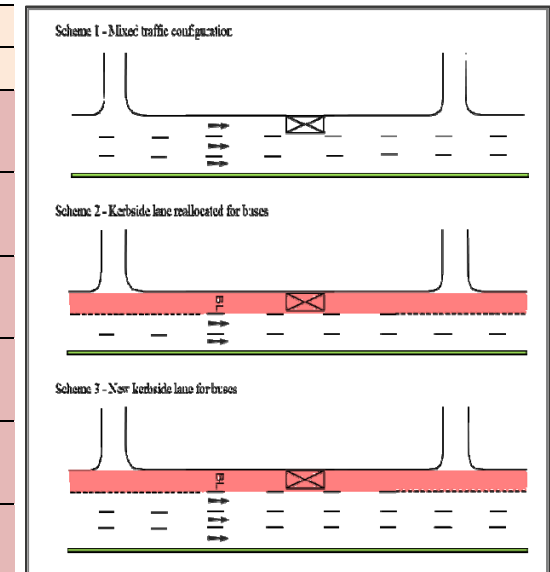 Scheme 1 - Mixed traffic configuration
Scheme 2 - Kerbside lane reallocated for buses
BL
Scheme 3 - New kerbside lane for buses
BL